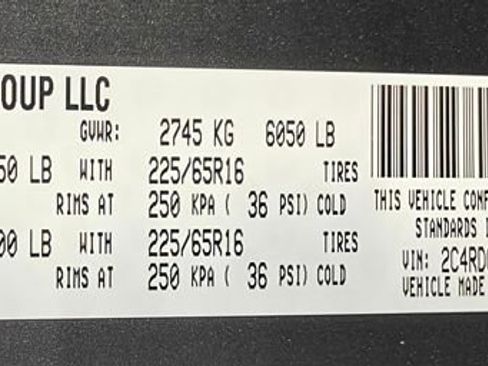 OUP LLC
GVWR: 2745 KG 6050 LB
50 LB WITH 225/65R16 TIRES
RIMS AT 250 KPA ( 36 PSI) COLD
00 LB WITH 225/65R16 TIRES
RIMS AT 250 KPA ( 36 PSI) COLD
THIS VEHICLE CONF
STANDARDS I
VIN: 2C4RD
VEHICLE MADE